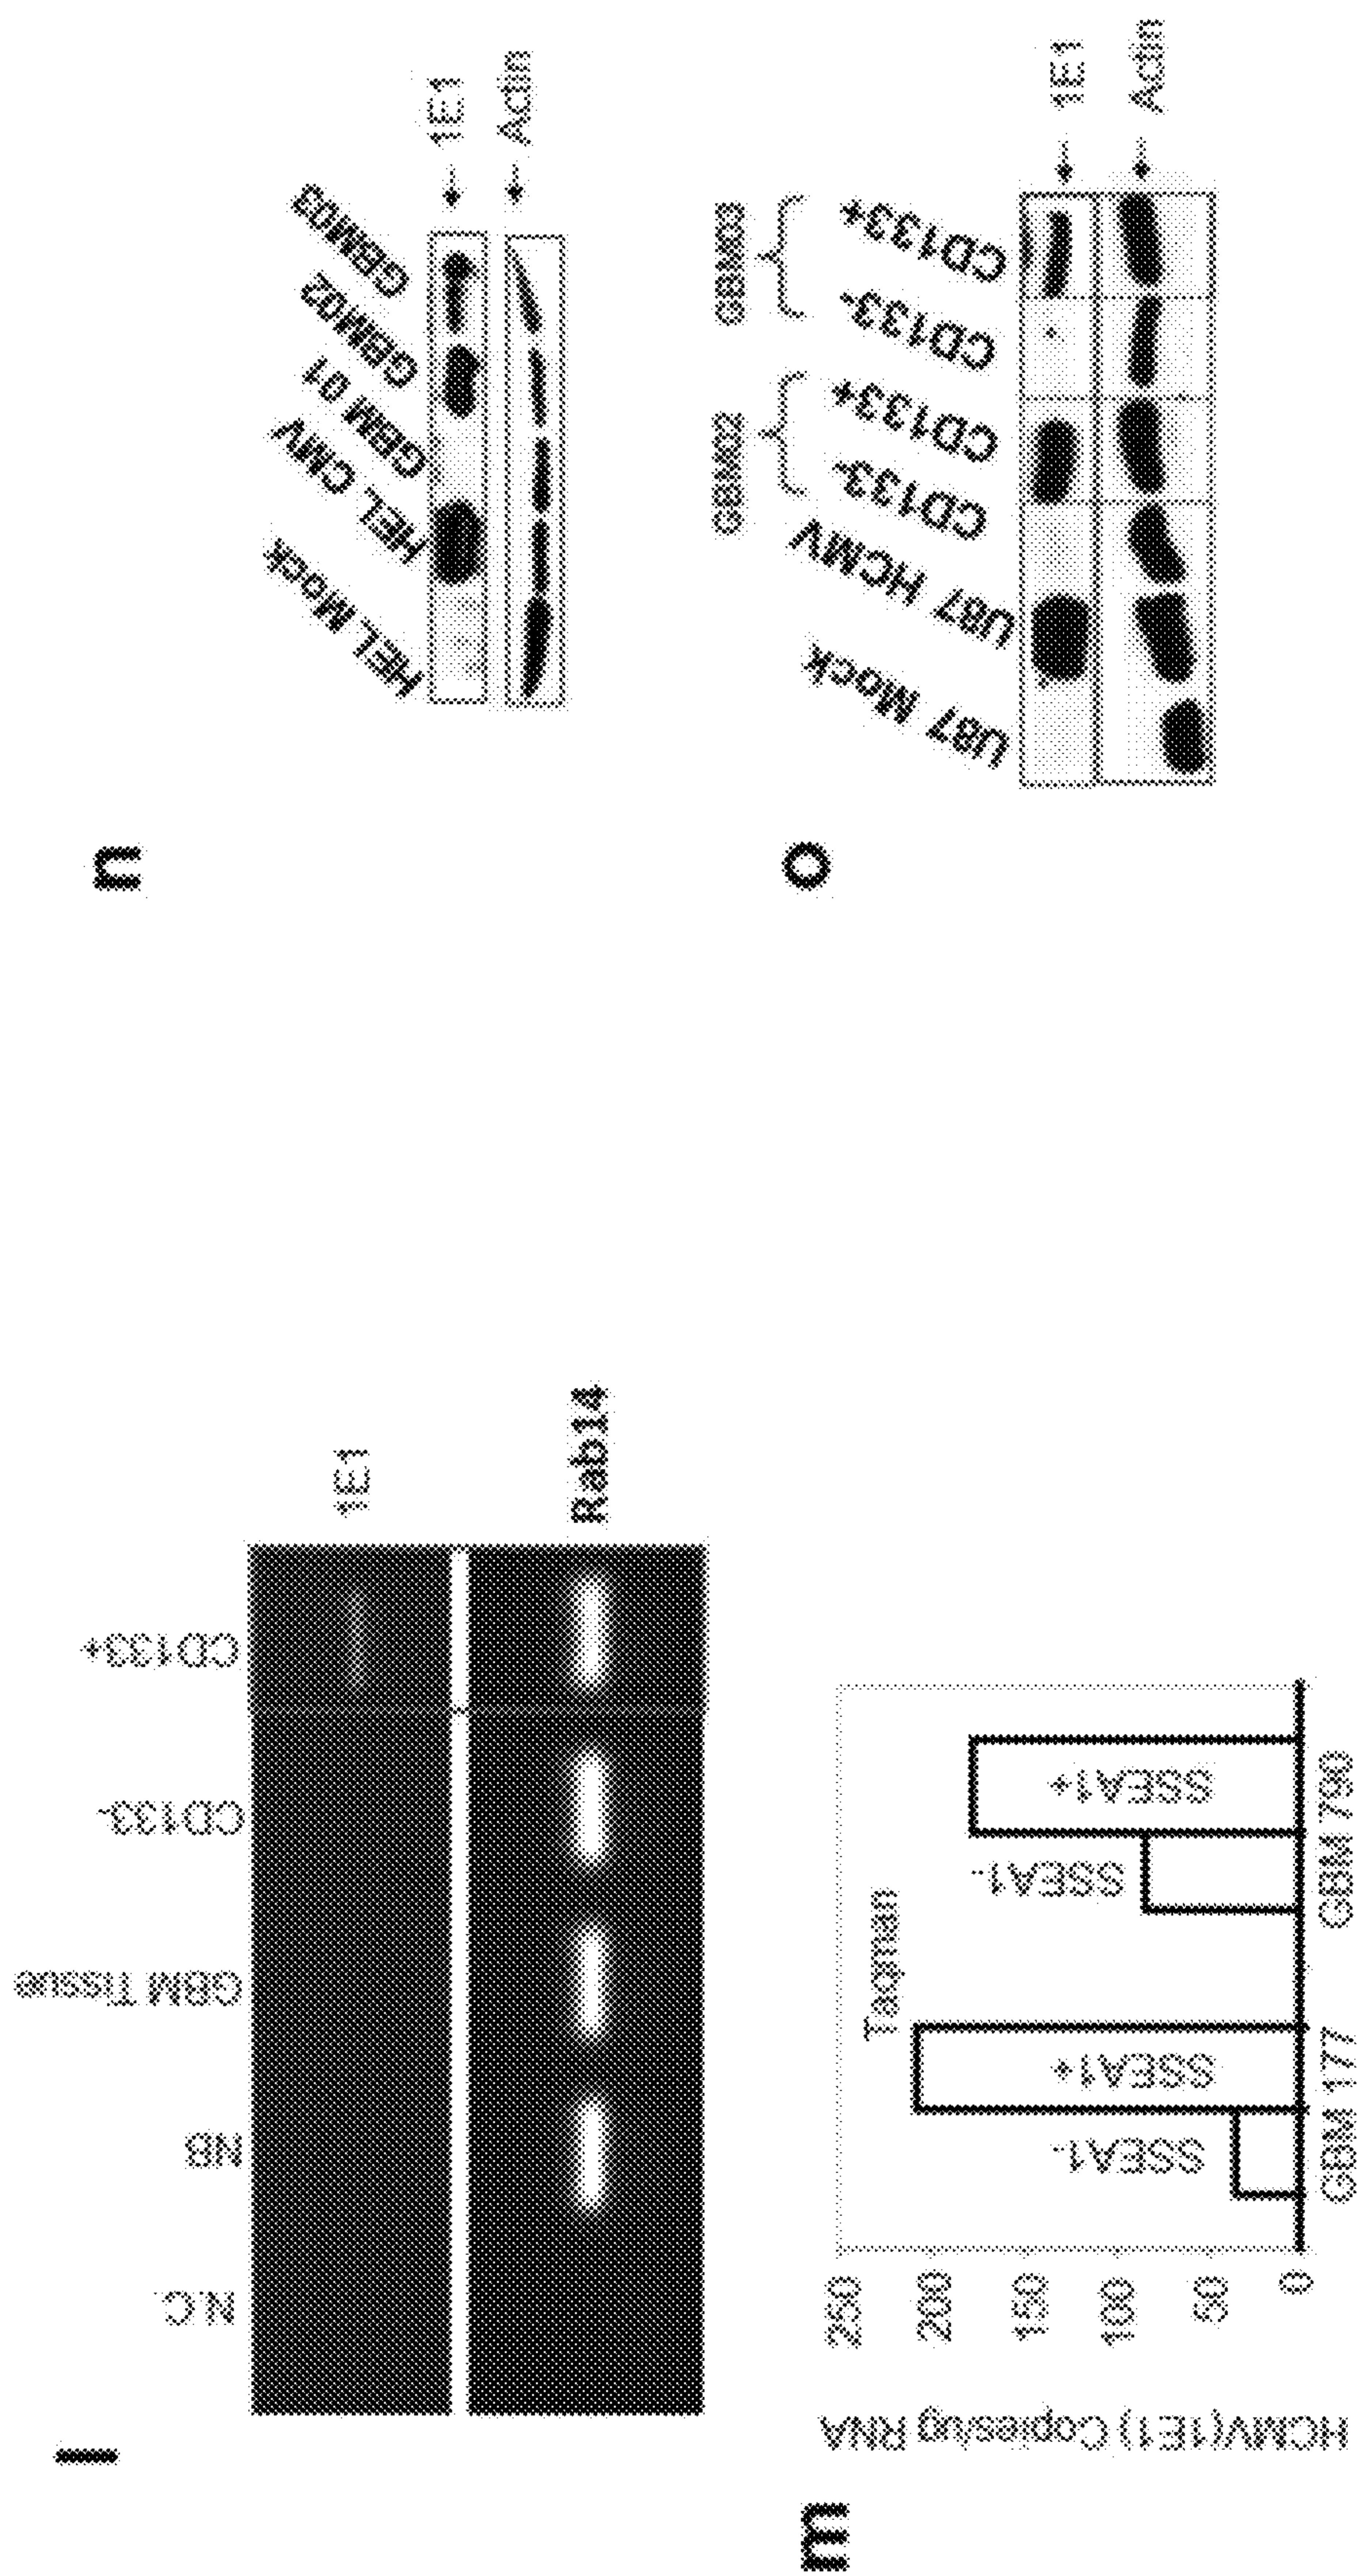 l
N.C.
NB
GBM Tissue
CD133-
CD133+
1E1
Rab14
m
HCMV(1E1) Copies/ug RNA
250
200
150
100
50
0
Taqman
SSEA1-
SSEA1+
SSEA1-
SSEA1+
GBM 177
GBM 790
n
HEL Mock
HEL CMV
GBM 01
GBM02
GBM03
1E1
Actin
o
GBM02
GBM03
U87 Mock
U87 HCMV
CD133-
CD133+
CD133-
CD133+
1E1
Actin